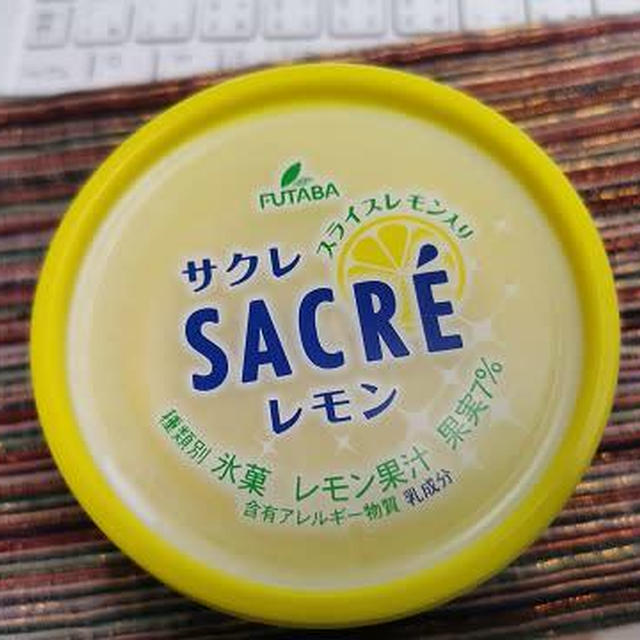 FUTABA
スライスレモン入り
サクレ
SACRÉ
レモン
種類別 氷菓 レモン果汁 果実7%
含有アレルギー物質 乳成分